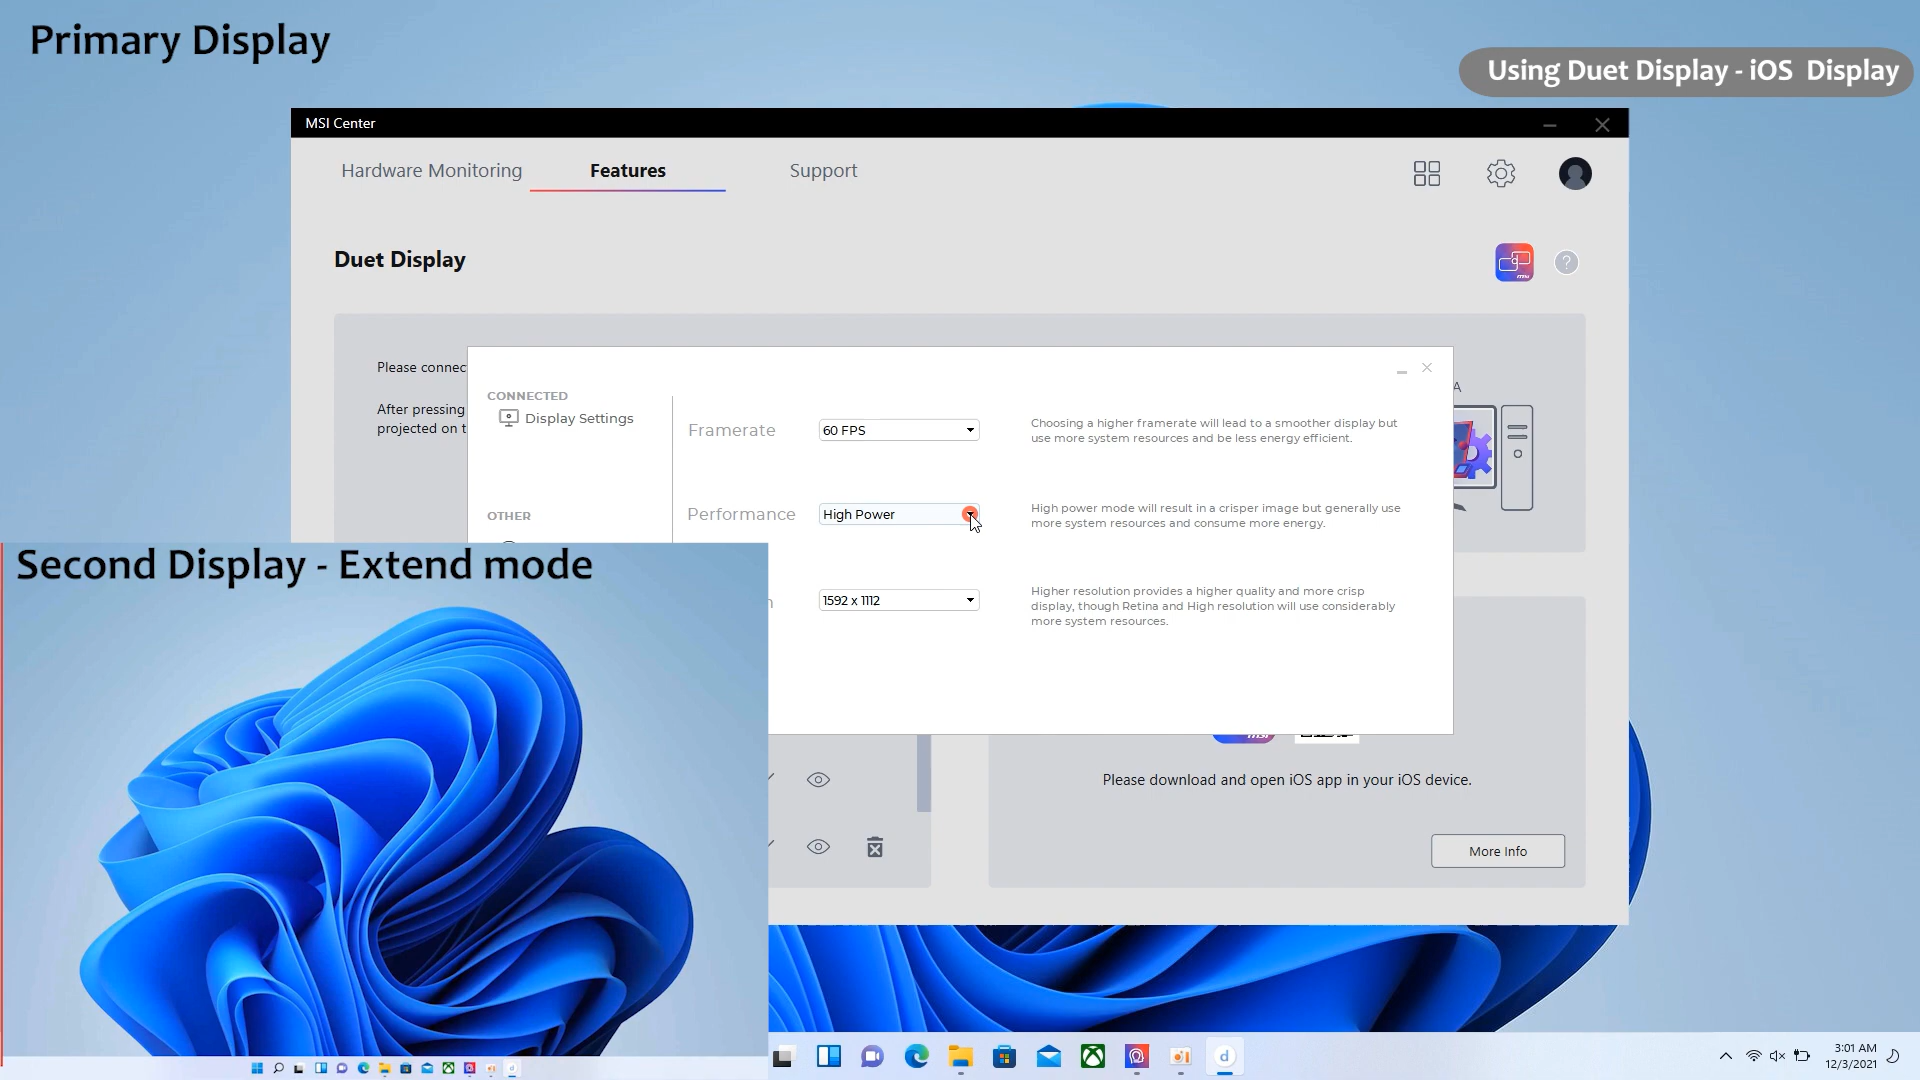 Primary Display
Using Duet Display - iOS Display
MSI Center
Hardware Monitoring
Features
Support
Duet Display
msi
?
Please connec
After pressing
projected on t
A
CONNECTED
Display Settings
OTHER
Framerate
60 FPS
Choosing a higher framerate will lead to a smoother display but
use more system resources and be less energy efficient.
Performance
High Power
High power mode will result in a crisper image but generally use
more system resources and consume more energy.
n
1592 x 1112
Higher resolution provides a higher quality and more crisp
display, though Retina and High resolution will use considerably
more system resources.
Second Display - Extend mode
msi
Please download and open iOS app in your iOS device.
More Info
d
3:01 AM
12/3/2021